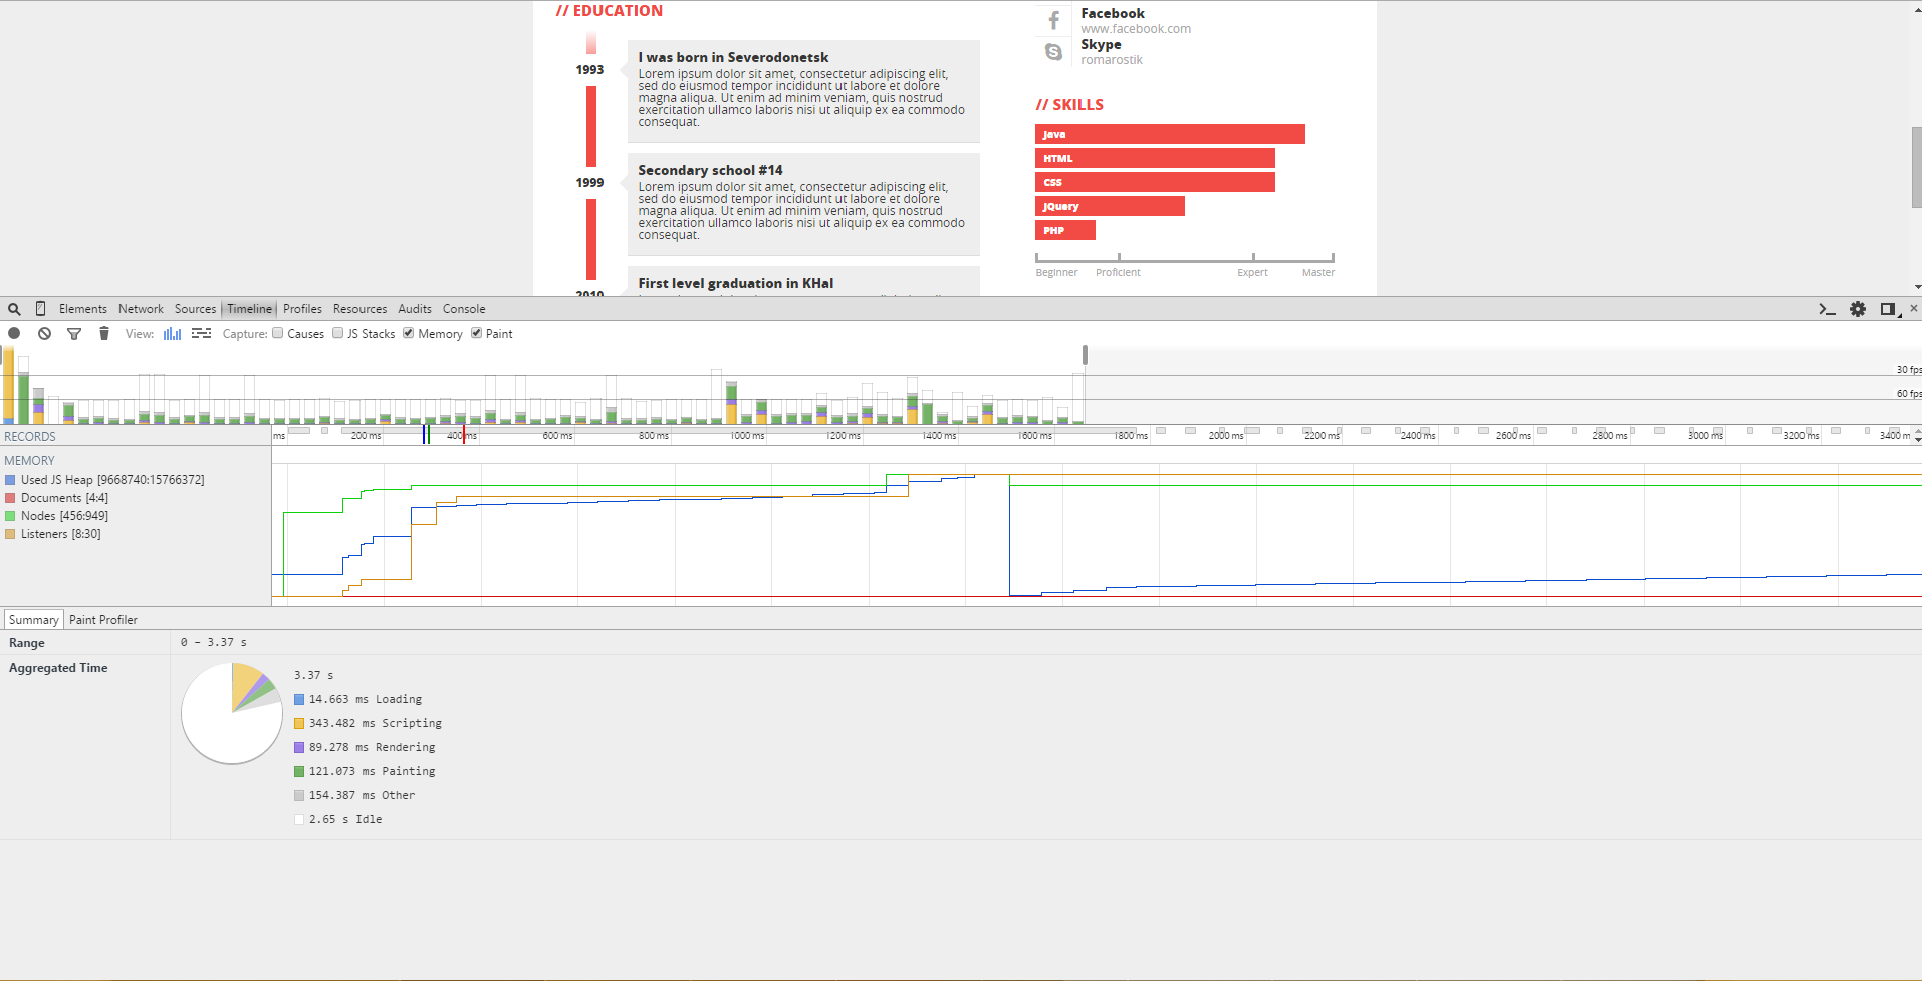 // EDUCATION
1993
I was born in Severodonetsk
Lorem ipsum dolor sit amet, consectetur adipiscing elit,
sed do eiusmod tempor incididunt ut labore et dolore
magna aliqua. Ut enim ad minim veniam, quis nostrud
exercitation ullamco laboris nisi ut aliquip ex ea commodo
consequat.
1999
Secondary school #14
Lorem ipsum dolor sit amet, consectetur adipiscing elit,
sed do eiusmod tempor incididunt ut labore et dolore
magna aliqua. Ut enim ad minim veniam, quis nostrud
exercitation ullamco laboris nisi ut aliquip ex ea commodo
consequat.
2010
First level graduation in KHaI
Facebook
www.facebook.com
Skype
romarostik
// SKILLS
Java
HTML
CSS
JQuery
PHP
Beginner Proficient Expert Master
Elements Network Sources Timeline Profiles Resources Audits Console
View: Capture: Causes JS Stacks Memory Paint
30 fps
60 fps
RECORDS
ms 200 ms 400 ms 600 ms 800 ms 1000 ms 1200 ms 1400 ms 1600 ms 1800 ms 2000 ms 2200 ms 2400 ms 2600 ms 2800 ms 3000 ms 3200 ms 3400 m
MEMORY
Used JS Heap [9668740:15766372]
Documents [4:4]
Nodes [456:949]
Listeners [8:30]
Summary Paint Profiler
Range 0 – 3.37 s
Aggregated Time
3.37 s
14.663 ms Loading
343.482 ms Scripting
89.278 ms Rendering
121.073 ms Painting
154.387 ms Other
2.65 s Idle